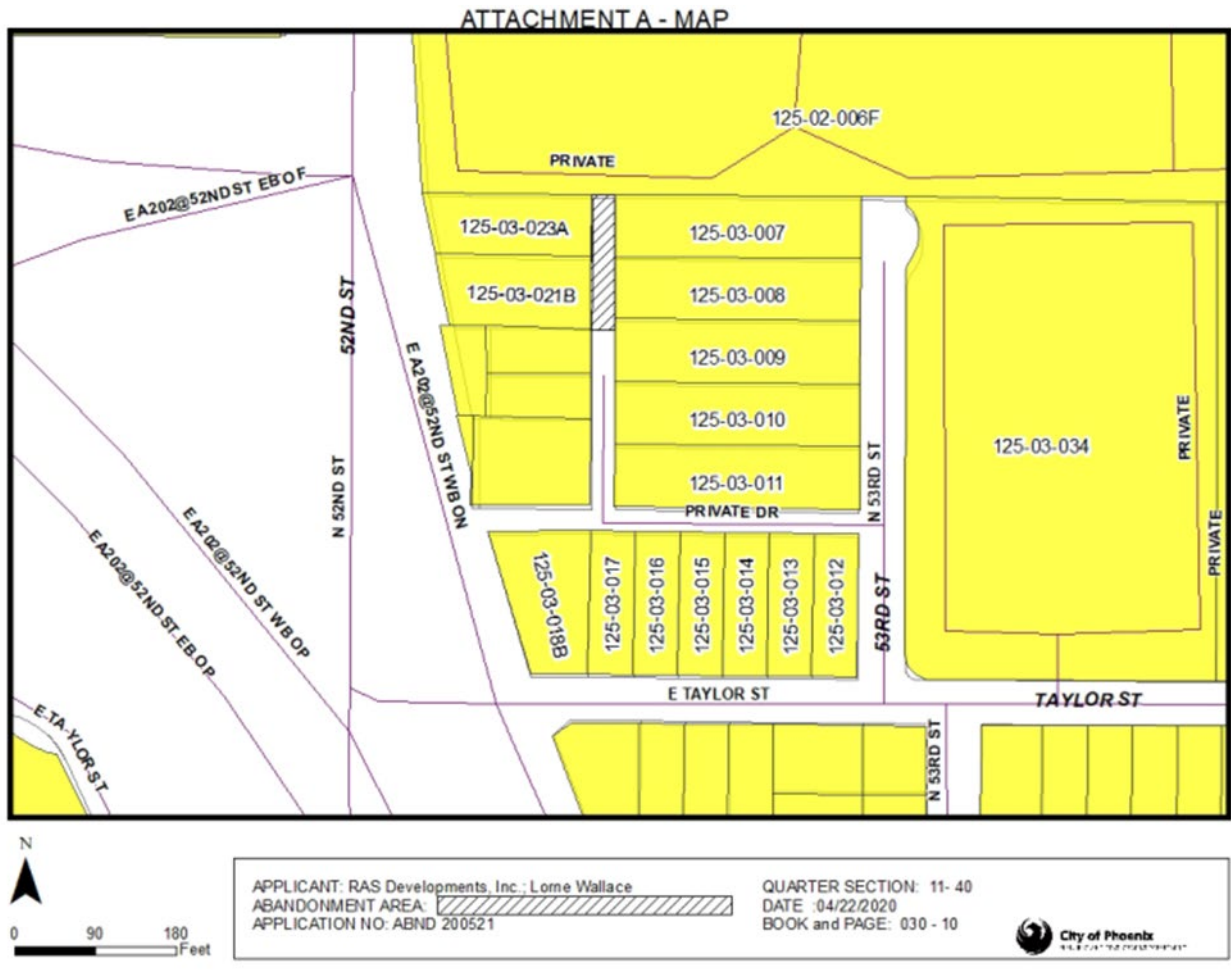 ATTACHMENT A - MAP
125-02-006F
PRIVATE
E A202@52ND ST EB OF
125-03-023A
125-03-007
125-03-021B
125-03-008
52ND ST
E A202@52ND ST WB ON
125-03-009
125-03-010
125-03-034
PRIVATE
N 52ND ST
125-03-011
N 53RD ST
PRIVATE DR
E A202@52ND ST WB OP
E A202@52ND ST EB OP
PRIVATE
125-03-018B
125-03-017
125-03-016
125-03-015
125-03-014
125-03-013
125-03-012
53RD ST
E TAYLOR ST
TAYLOR ST
E TA-YLOR ST
N 53RD ST
N
APPLICANT: RAS Developments, Inc.; Lorne Wallace
ABANDONMENT AREA:
APPLICATION NO: ABND 200521
QUARTER SECTION: 11- 40
DATE :04/22/2020
BOOK and PAGE: 030 - 10
0 90 180
Feet
City of Phoenix